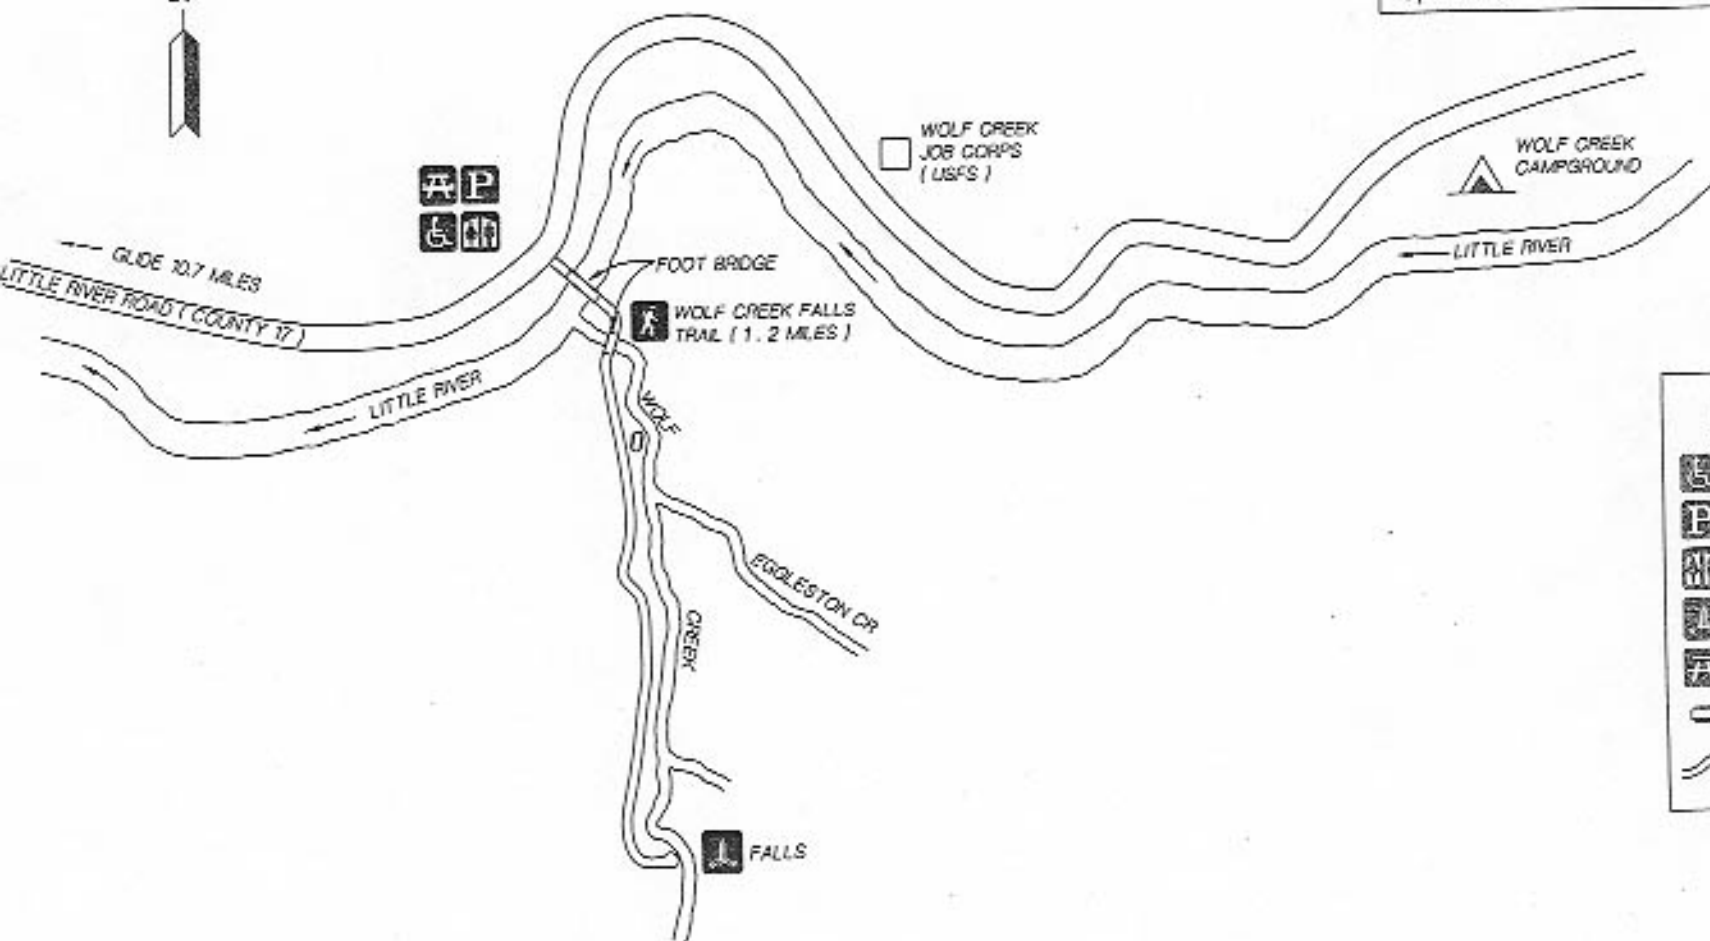 WOLF CREEK
JOB CORPS
( USFS )
WOLF CREEK
CAMPGROUND
P
GLIDE 10.7 MILES
LITTLE RIVER ROAD ( COUNTY 17 )
FOOT BRIDGE
LITTLE RIVER
WOLF CREEK FALLS
TRAIL ( 1.2 MILES )
LITTLE RIVER
WOLF
P
EGGLESTON CR
CREEK
FALLS